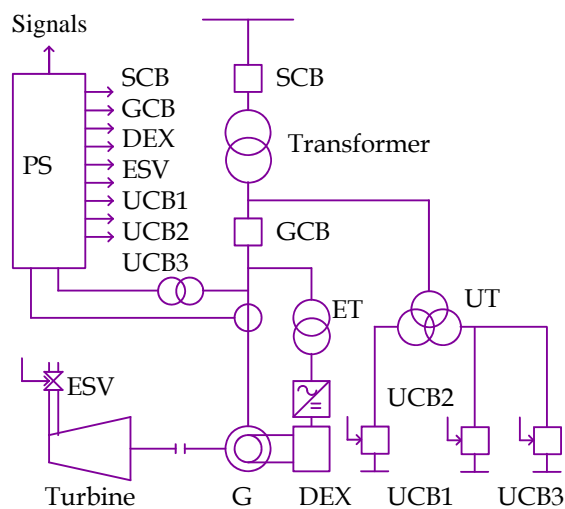 Signals
SCB
GCB
DEX
ESV
UCB1
UCB2
UCB3
PS
SCB
Transformer
GCB
ET
UT
ESV
UCB2
Turbine
G
DEX
UCB1
UCB3